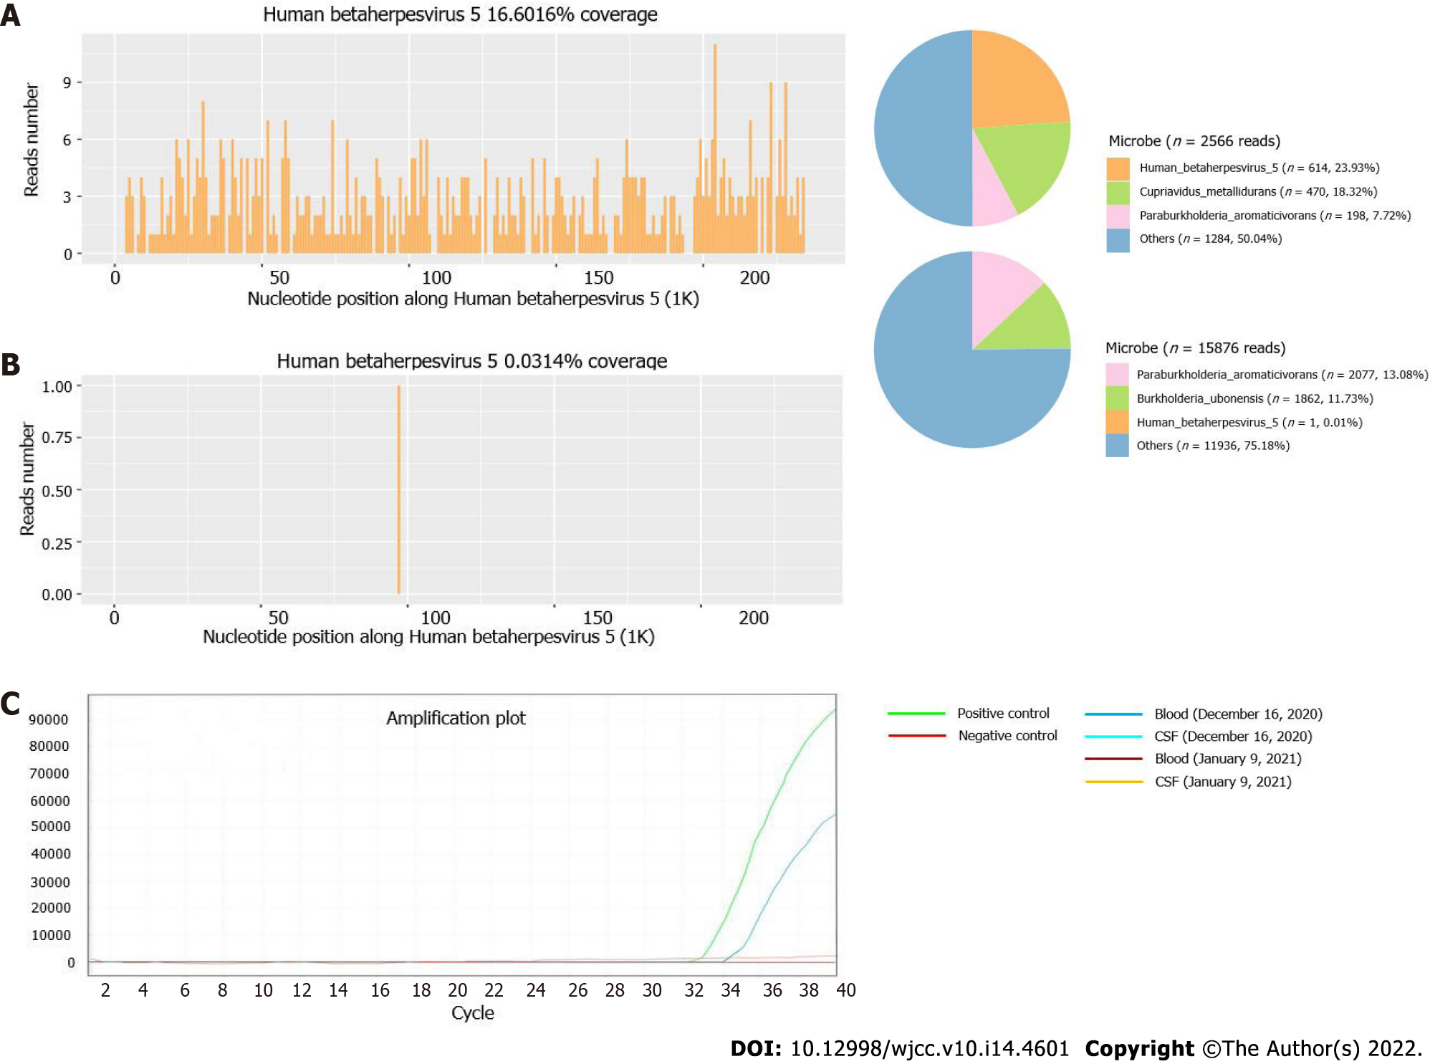 A
Human betaherpesvirus 5 16.6016% coverage
Reads number
9
6
3
0
0 50 100 150 200
Nucleotide position along Human betaherpesvirus 5 (1K)
Microbe (n = 2566 reads)
Human_betaherpesvirus_5 (n = 614, 23.93%)
Cupriavidus_metallidurans (n = 470, 18.32%)
Paraburkholderia_aromaticivorans (n = 198, 7.72%)
Others (n = 1284, 50.04%)
B
Human betaherpesvirus 5 0.0314% coverage
Reads number
1.00
0.75
0.50
0.25
0.00
0 50 100 150 200
Nucleotide position along Human betaherpesvirus 5 (1K)
Microbe (n = 15876 reads)
Paraburkholderia_aromaticivorans (n = 2077, 13.08%)
Burkholderia_ubonensis (n = 1862, 11.73%)
Human_betaherpesvirus_5 (n = 1, 0.01%)
Others (n = 11936, 75.18%)
C
Amplification plot
90000
80000
70000
60000
50000
40000
30000
20000
10000
0
2 4 6 8 10 12 14 16 18 20 22 24 26 28 30 32 34 36 38 40
Cycle
Positive control
Negative control
Blood (December 16, 2020)
CSF (December 16, 2020)
Blood (January 9, 2021)
CSF (January 9, 2021)
DOI: 10.12998/wjcc.v10.i14.4601 Copyright ©The Author(s) 2022.